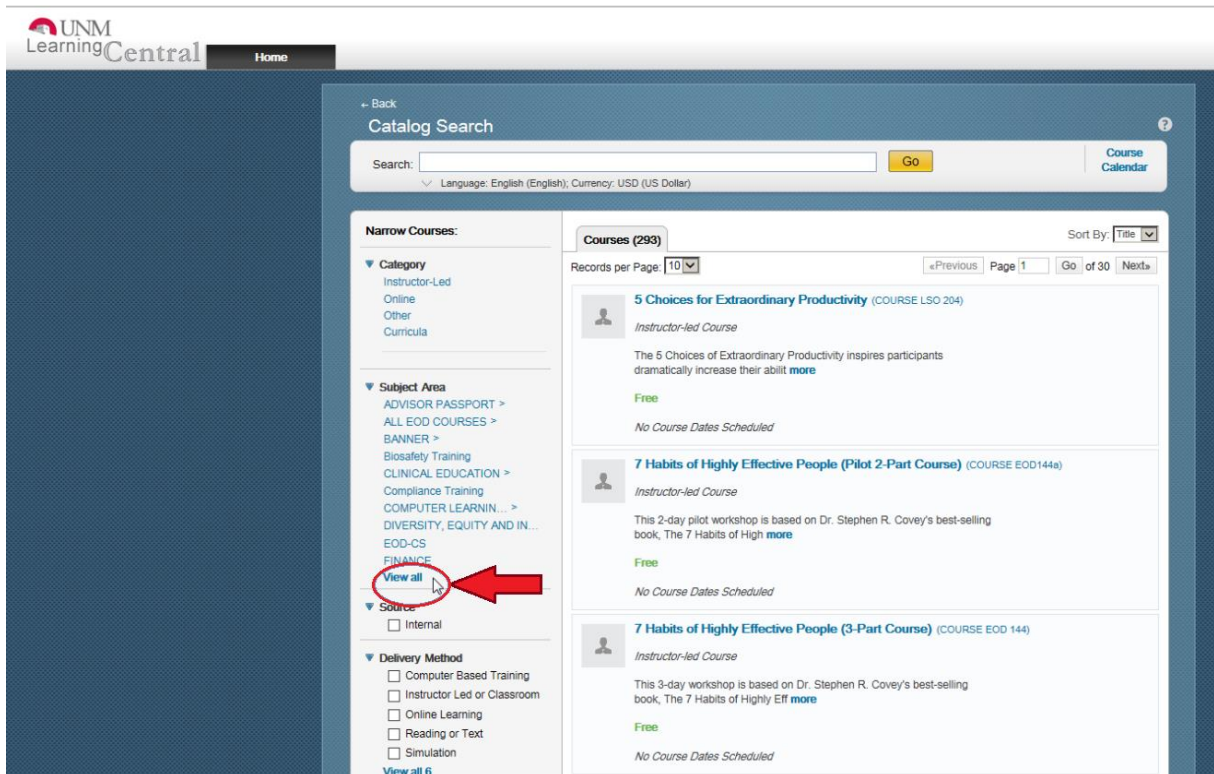 UNM
LearningCentral
Home
← Back
Catalog Search
?
Search:
Go
Course
Calendar
Language: English (English); Currency: USD (US Dollar)
Narrow Courses:
Category
Instructor-Led
Online
Other
Curricula
Subject Area
ADVISOR PASSPORT >
ALL EOD COURSES >
BANNER >
Biosafety Training
CLINICAL EDUCATION >
Compliance Training
COMPUTER LEARNIN... >
DIVERSITY, EQUITY AND IN...
EOD-CS
FINANCE
View all
Source
Internal
Delivery Method
Computer Based Training
Instructor Led or Classroom
Online Learning
Reading or Text
Simulation
View all 6
Courses (293)
Sort By: Title
Records per Page: 10
«Previous Page 1 Go of 30 Next»
5 Choices for Extraordinary Productivity (COURSE LSO 204)
Instructor-led Course
The 5 Choices of Extraordinary Productivity inspires participants
dramatically increase their abilit more
Free
No Course Dates Scheduled
7 Habits of Highly Effective People (Pilot 2-Part Course) (COURSE EOD144a)
Instructor-led Course
This 2-day pilot workshop is based on Dr. Stephen R. Covey's best-selling
book, The 7 Habits of High more
Free
No Course Dates Scheduled
7 Habits of Highly Effective People (3-Part Course) (COURSE EOD 144)
Instructor-led Course
This 3-day workshop is based on Dr. Stephen R. Covey's best-selling
book, The 7 Habits of Highly Eff more
Free
No Course Dates Scheduled